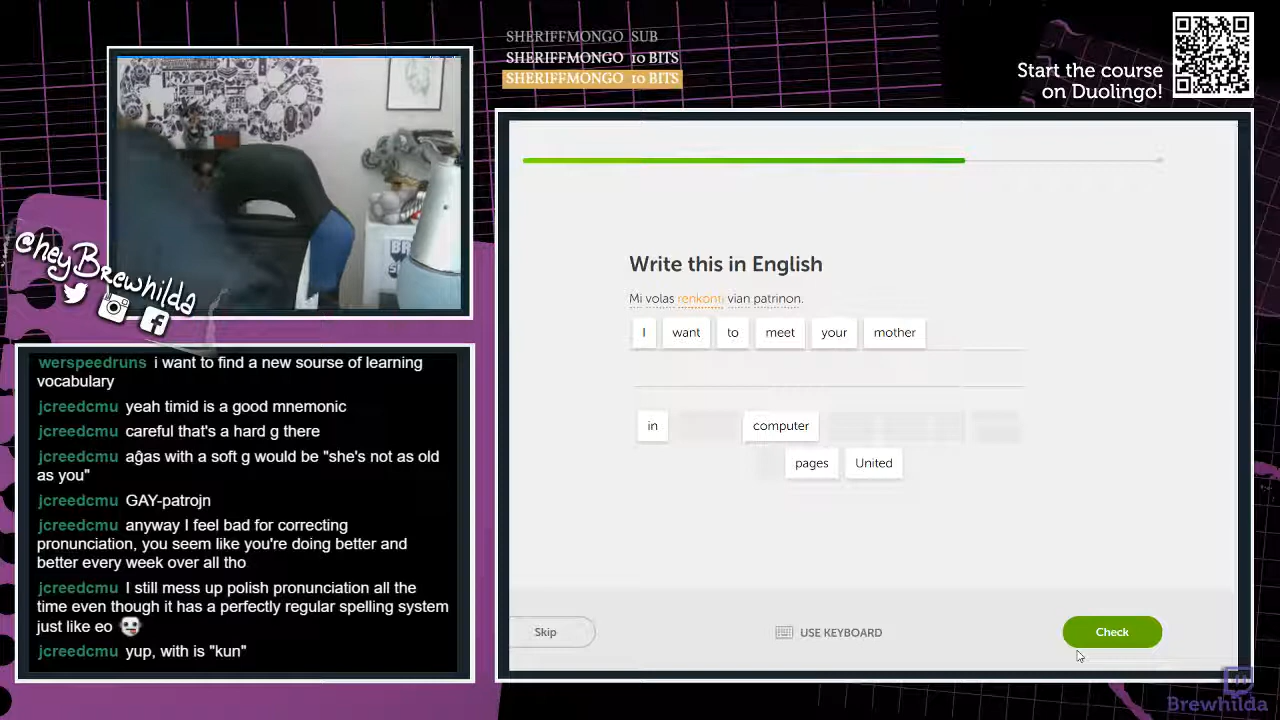 SHERIFFMONGO SUB
SHERIFFMONGO 10 BITS
SHERIFFMONGO 10 BITS
Start the course
on Duolingo!
@heyBrewhilda
werspeedruns i want to find a new sourse of learning
vocabulary
jcreedcmu yeah timid is a good mnemonic
jcreedcmu careful that's a hard g there
jcreedcmu aĝas with a soft g would be "she's not as old
as you"
jcreedcmu GAY-patrojn
jcreedcmu anyway I feel bad for correcting
pronunciation, you seem like you're doing better and
better every week over all tho
jcreedcmu I still mess up polish pronunciation all the
time even though it has a perfectly regular spelling system
just like eo
jcreedcmu yup, with is "kun"
Write this in English
Mi volas renkonti vian patrinon.
I want to meet your mother
in computer
pages United
Skip
USE KEYBOARD
Check
Brewhilda